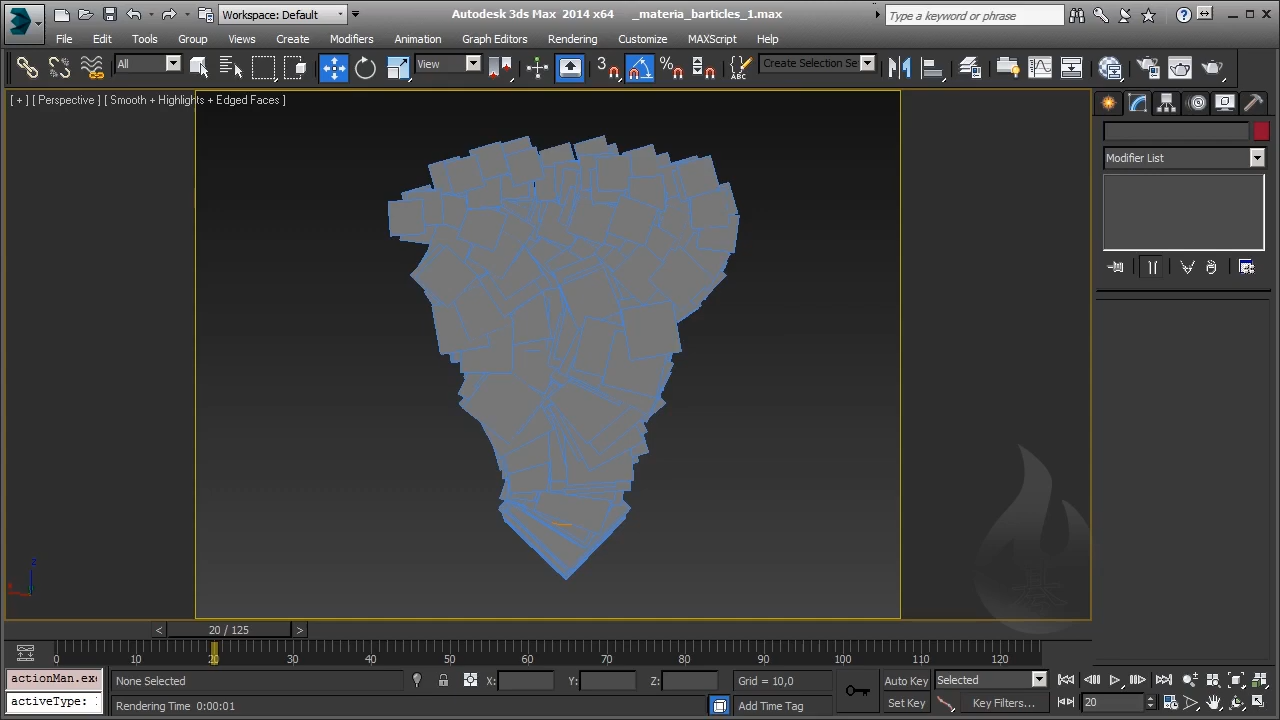 Workspace: Default
Autodesk 3ds Max 2014 x64 _materia_barticles_1.max
Type a keyword or phrase
File Edit Tools Group Views Create Modifiers Animation Graph Editors Rendering Customize MAXScript Help
All
View
3
%
ABC
Create Selection Se
[ + ] [ Perspective ] [ Smooth + Highlights + Edged Faces ]
Modifier List
z
x
< 20 / 125 >
0 10 20 30 40 50 60 70 80 90 100 110 120
actionMan.exe
None Selected
X: Y: Z:
Grid = 10,0
Auto Key
Selected
activeType:
Rendering Time 0:00:01
Add Time Tag
Set Key
Key Filters...
20